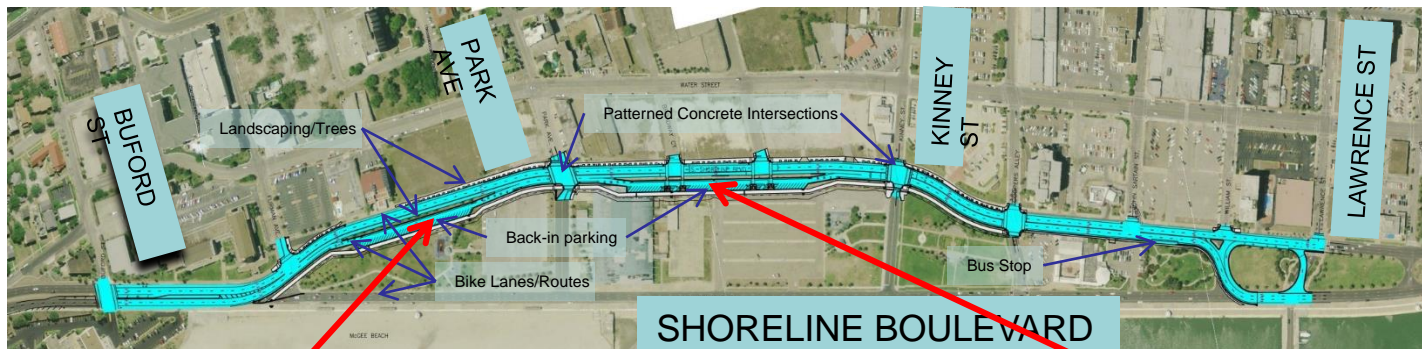 BUFORD
ST
PARK
AVE
KINNEY
ST
LAWRENCE ST
WATER STREET
Landscaping/Trees
Patterned Concrete Intersections
Back-in parking
Bike Lanes/Routes
Bus Stop
McGEE BEACH
SHORELINE BOULEVARD